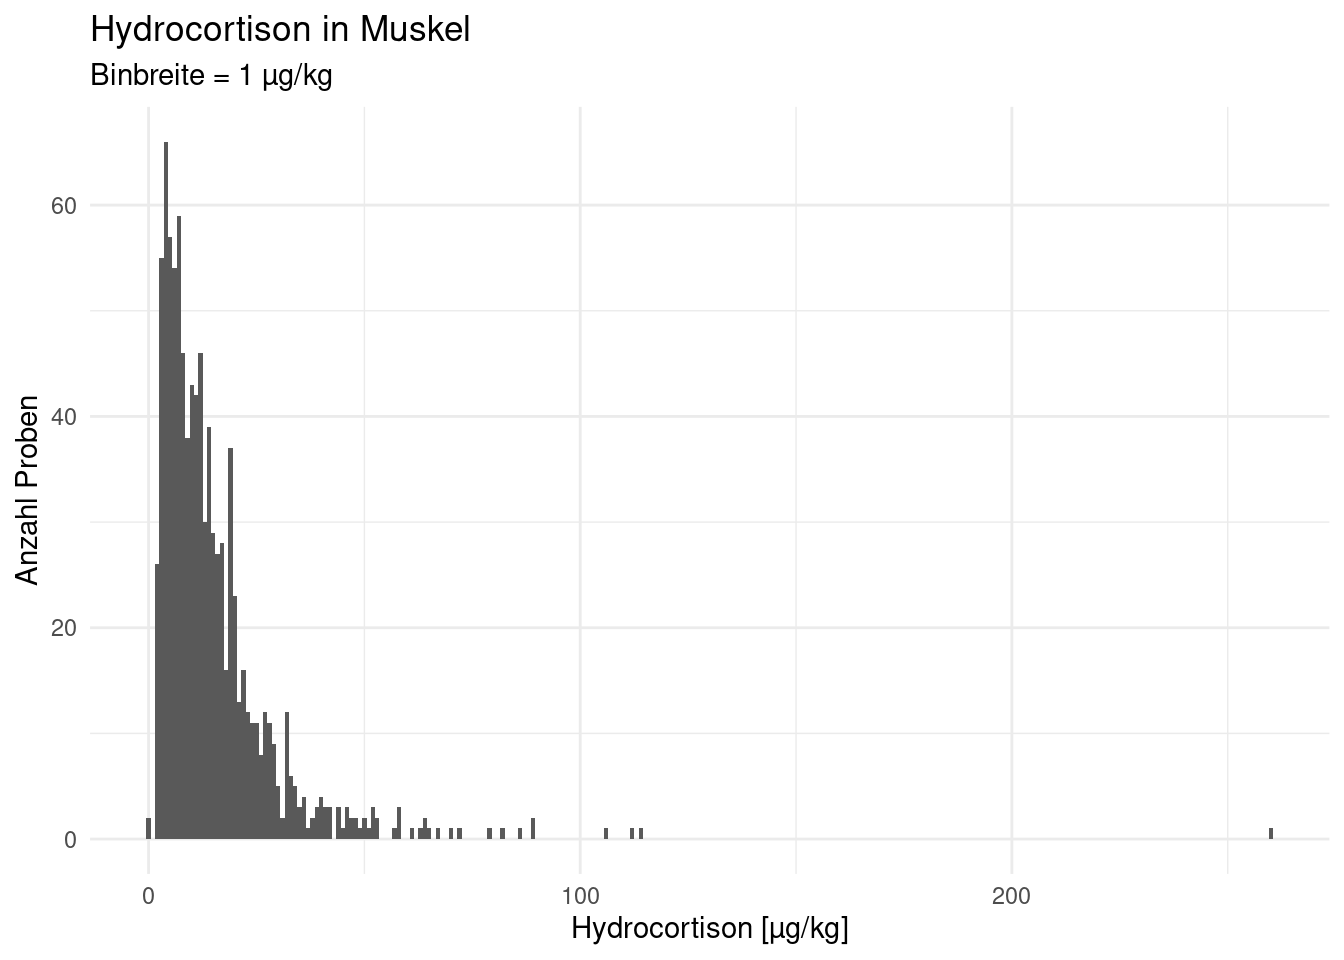 Hydrocortison in Muskel
Binbreite = 1 µg/kg
Anzahl Proben
60
40
20
0
0 100 200
Hydrocortison [µg/kg]